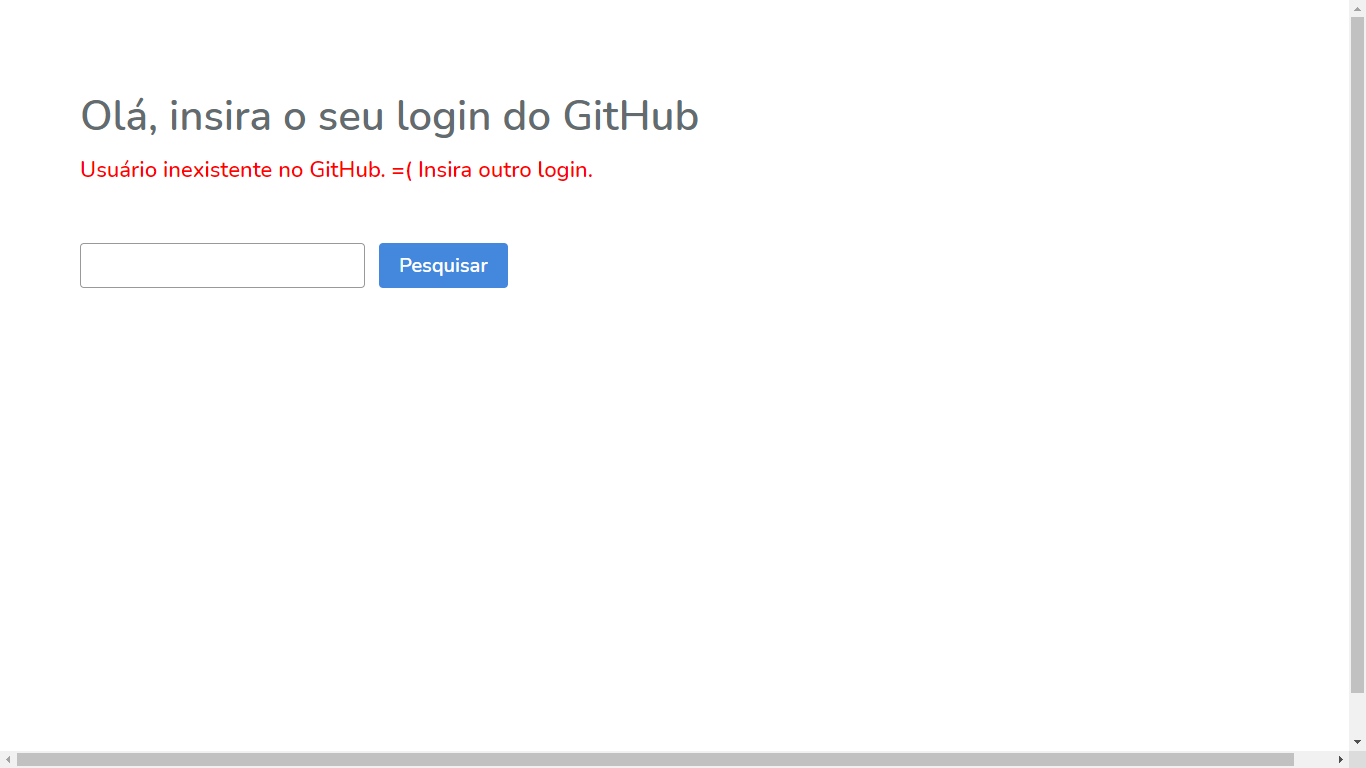 Olá, insira o seu login do GitHub
Usuário inexistente no GitHub. =( Insira outro login.
Pesquisar